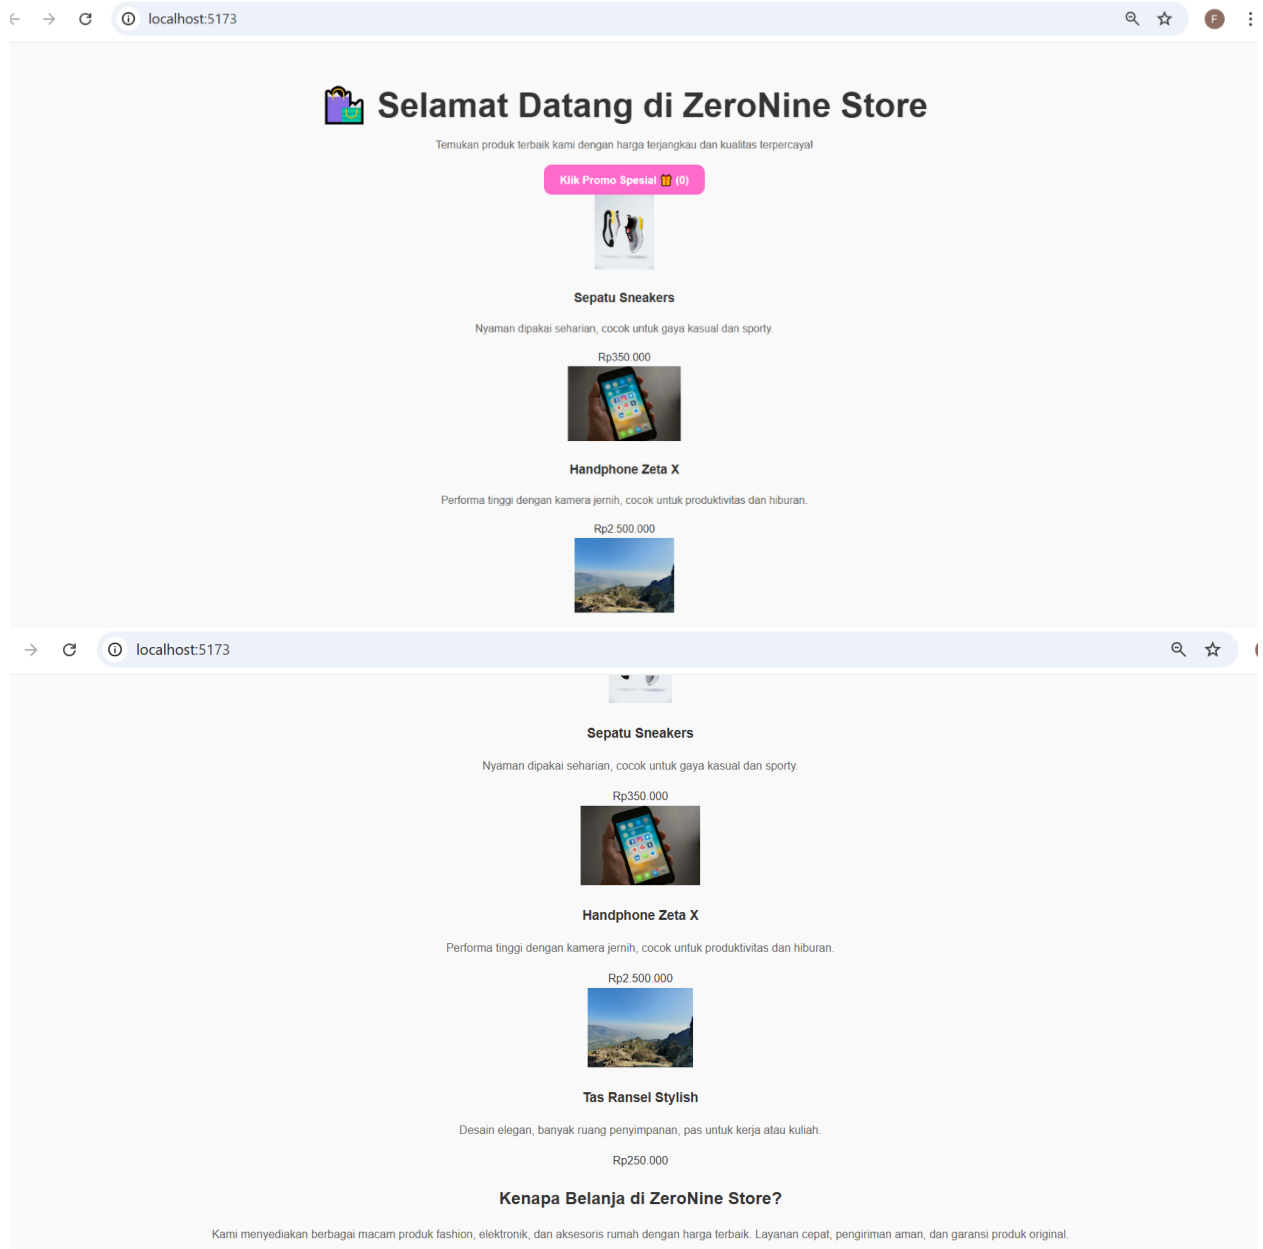 localhost:5173
F
Selamat Datang di ZeroNine Store
Temukan produk terbaik kami dengan harga terjangkau dan kualitas terpercaya!
Klik Promo Spesial 🎁 (0)
Sepatu Sneakers
Nyaman dipakai seharian, cocok untuk gaya kasual dan sporty.
Rp350.000
Handphone Zeta X
Performa tinggi dengan kamera jernih, cocok untuk produktivitas dan hiburan.
Rp2.500.000
localhost:5173
Sepatu Sneakers
Nyaman dipakai seharian, cocok untuk gaya kasual dan sporty.
Rp350.000
Handphone Zeta X
Performa tinggi dengan kamera jernih, cocok untuk produktivitas dan hiburan.
Rp2.500.000
Tas Ransel Stylish
Desain elegan, banyak ruang penyimpanan, pas untuk kerja atau kuliah.
Rp250.000
Kenapa Belanja di ZeroNine Store?
Kami menyediakan berbagai macam produk fashion, elektronik, dan aksesoris rumah dengan harga terbaik. Layanan cepat, pengiriman aman, dan garansi produk original.